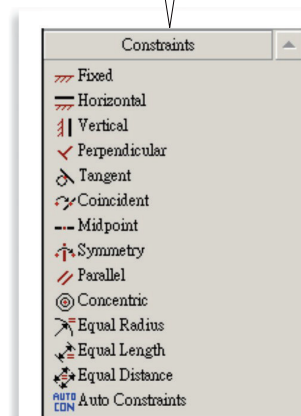 Constraints
Fixed
Horizontal
Vertical
Perpendicular
Tangent
Coincident
Midpoint
Symmetry
Parallel
Concentric
Equal Radius
Equal Length
Equal Distance
AUTO CON Auto Constraints